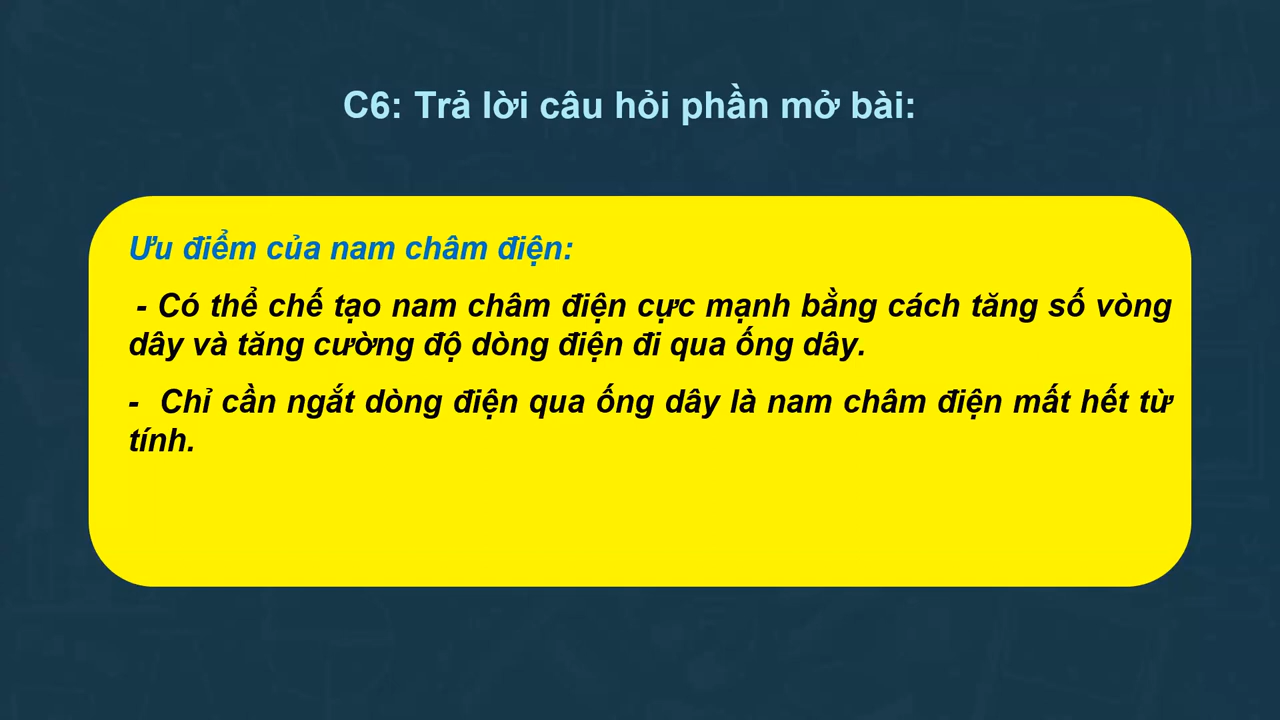 C6: Trả lời câu hỏi phần mở bài:
Ưu điểm của nam châm điện:
- Có thể chế tạo nam châm điện cực mạnh bằng cách tăng số vòng
dây và tăng cường độ dòng điện đi qua ống dây.
- Chỉ cần ngắt dòng điện qua ống dây là nam châm điện mất hết từ
tính.